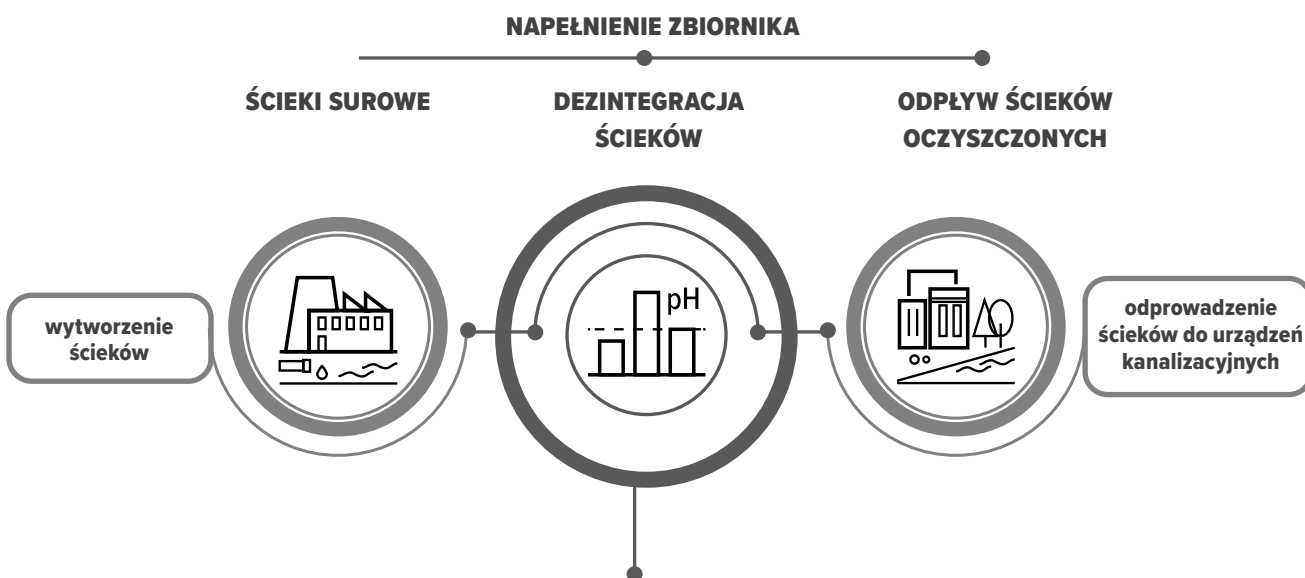 NAPEŁNIENIE ZBIORNIKA
ŚCIEKI SUROWE
DEZINTEGRACJA
ŚCIEKÓW
ODPŁYW ŚCIEKÓW
OCZYSZCZONYCH
wytworzenie
ścieków
pH
odprowadzenie
ścieków do urządzeń
kanalizacyjnych